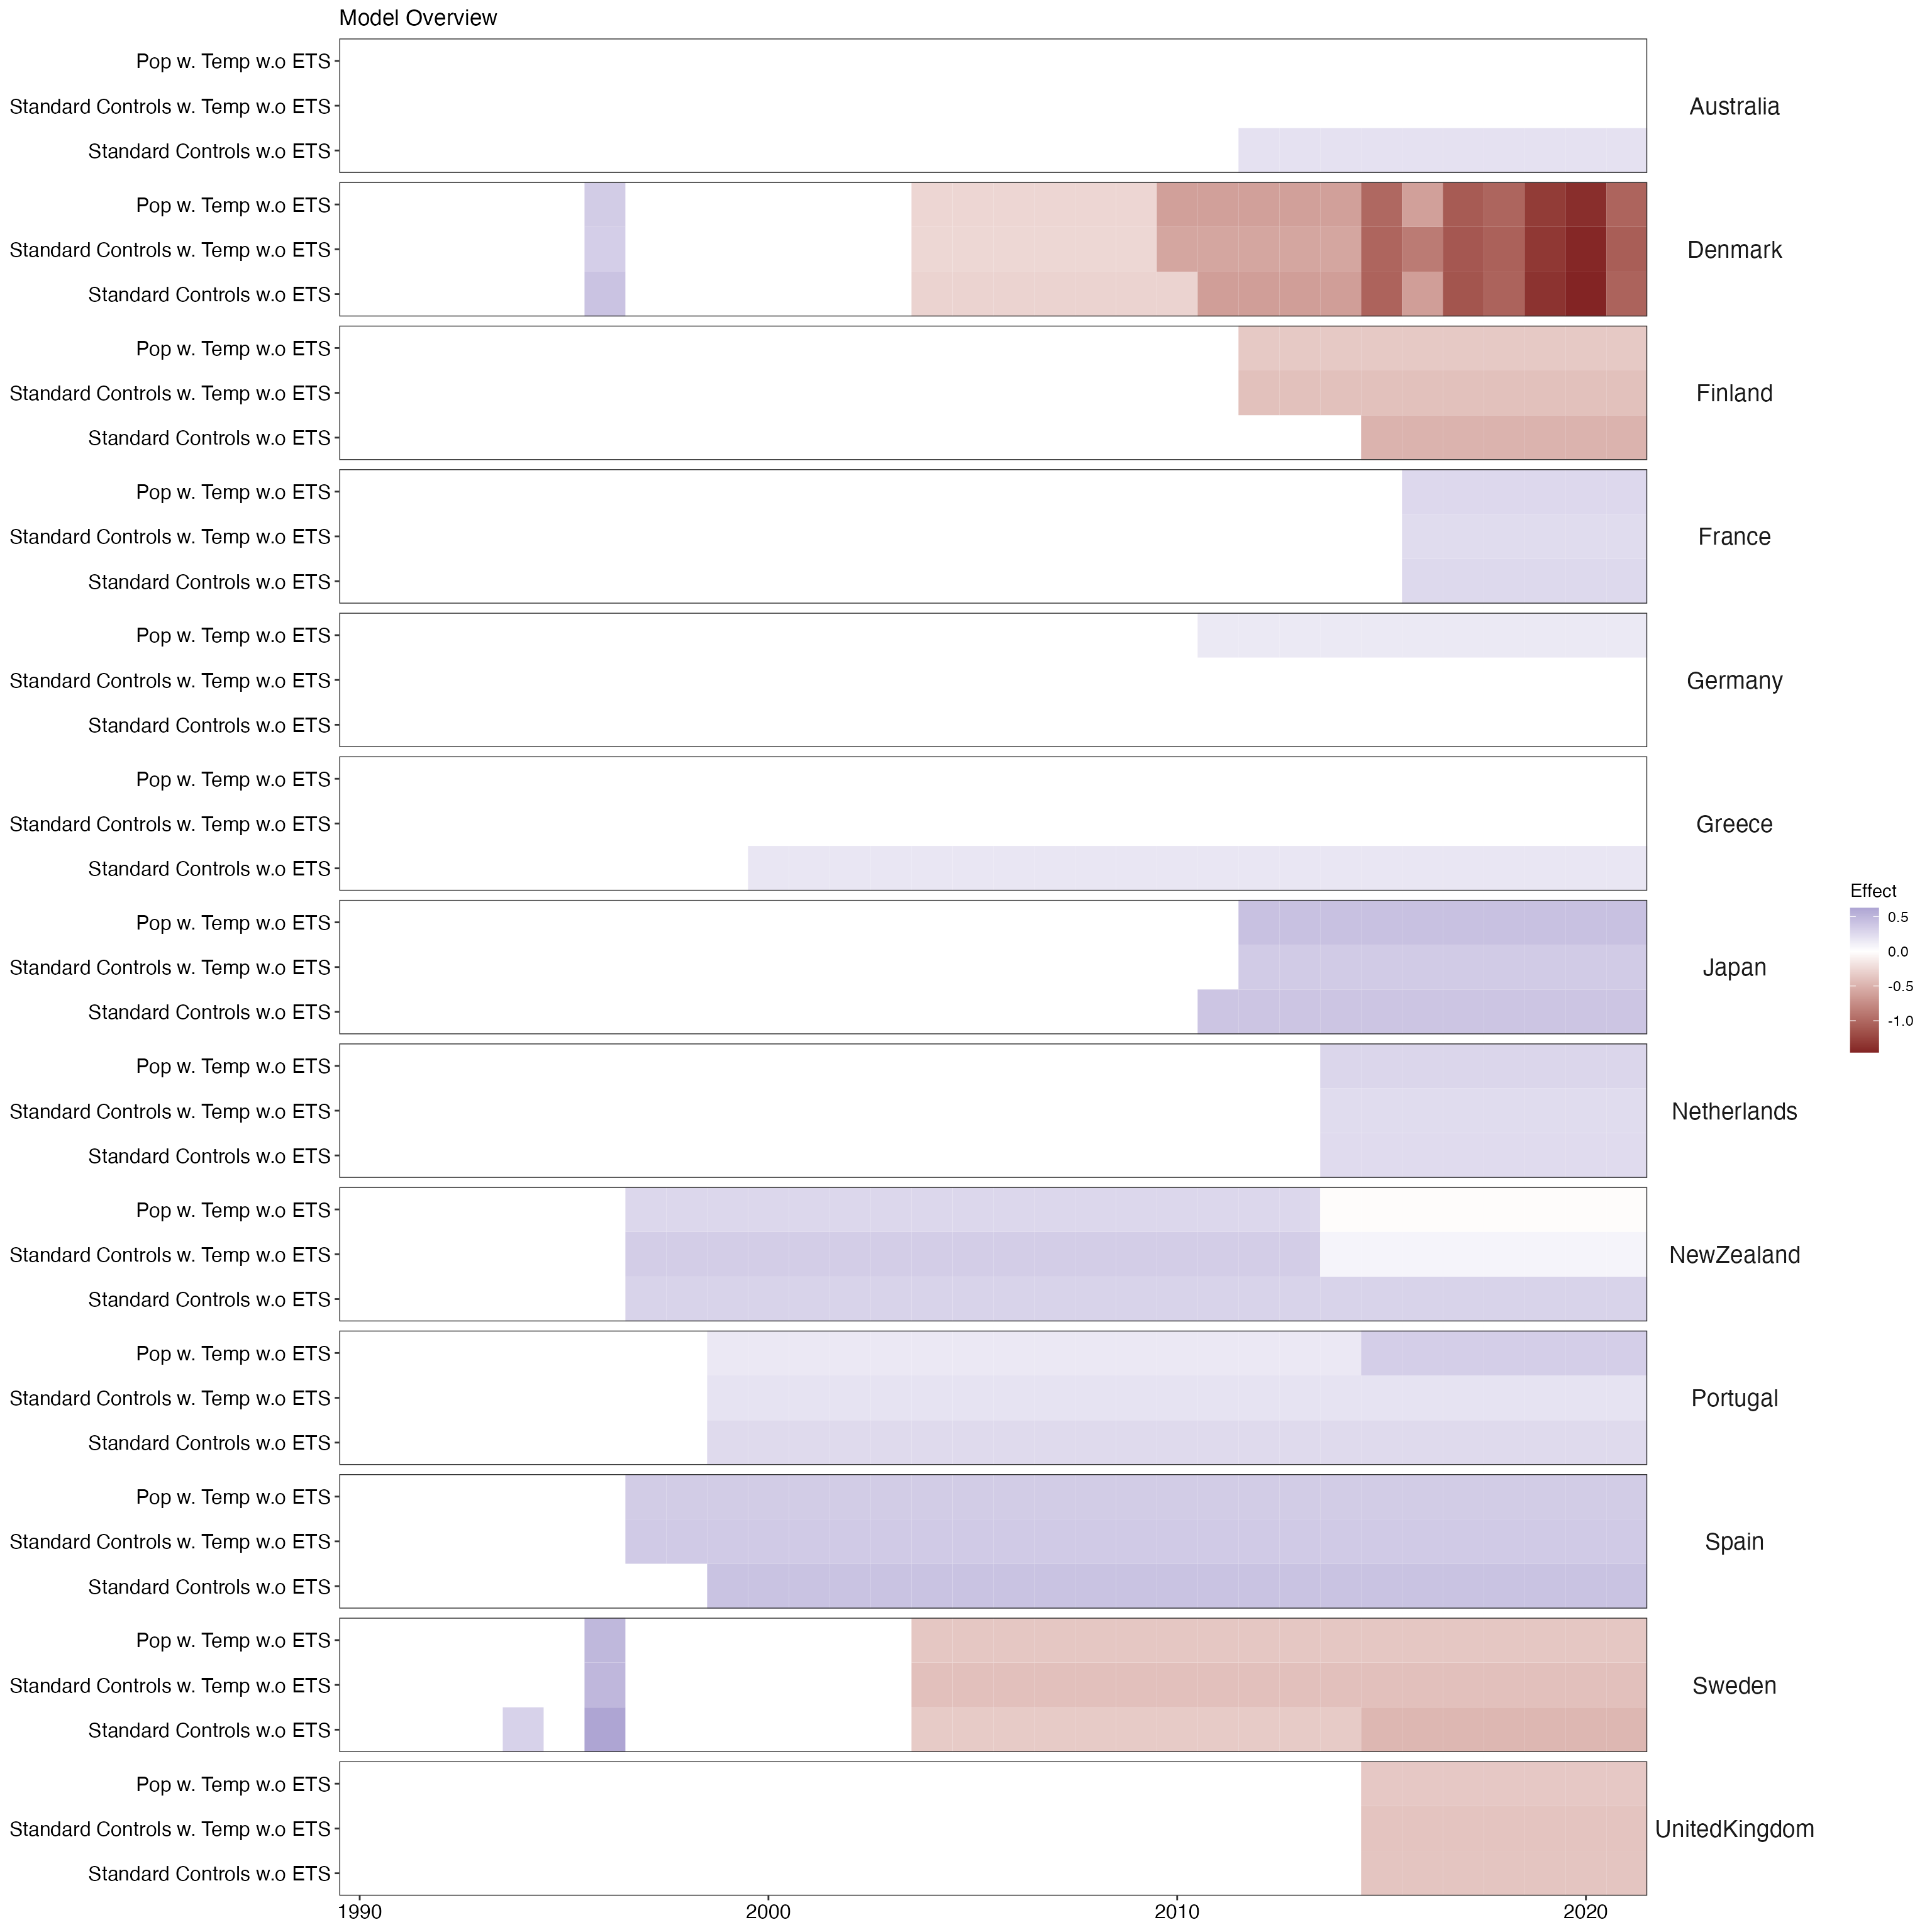 Model Overview
Pop w. Temp w.o ETS
Standard Controls w. Temp w.o ETS
Standard Controls w.o ETS
Australia
Pop w. Temp w.o ETS
Standard Controls w. Temp w.o ETS
Standard Controls w.o ETS
Denmark
Pop w. Temp w.o ETS
Standard Controls w. Temp w.o ETS
Standard Controls w.o ETS
Finland
Pop w. Temp w.o ETS
Standard Controls w. Temp w.o ETS
Standard Controls w.o ETS
France
Pop w. Temp w.o ETS
Standard Controls w. Temp w.o ETS
Standard Controls w.o ETS
Germany
Pop w. Temp w.o ETS
Standard Controls w. Temp w.o ETS
Standard Controls w.o ETS
Greece
Pop w. Temp w.o ETS
Standard Controls w. Temp w.o ETS
Standard Controls w.o ETS
Japan
Pop w. Temp w.o ETS
Standard Controls w. Temp w.o ETS
Standard Controls w.o ETS
Netherlands
Pop w. Temp w.o ETS
Standard Controls w. Temp w.o ETS
Standard Controls w.o ETS
NewZealand
Pop w. Temp w.o ETS
Standard Controls w. Temp w.o ETS
Standard Controls w.o ETS
Portugal
Pop w. Temp w.o ETS
Standard Controls w. Temp w.o ETS
Standard Controls w.o ETS
Spain
Pop w. Temp w.o ETS
Standard Controls w. Temp w.o ETS
Standard Controls w.o ETS
Sweden
Pop w. Temp w.o ETS
Standard Controls w. Temp w.o ETS
Standard Controls w.o ETS
UnitedKingdom
1990 2000 2010 2020
Effect
0.5
0.0
-0.5
-1.0